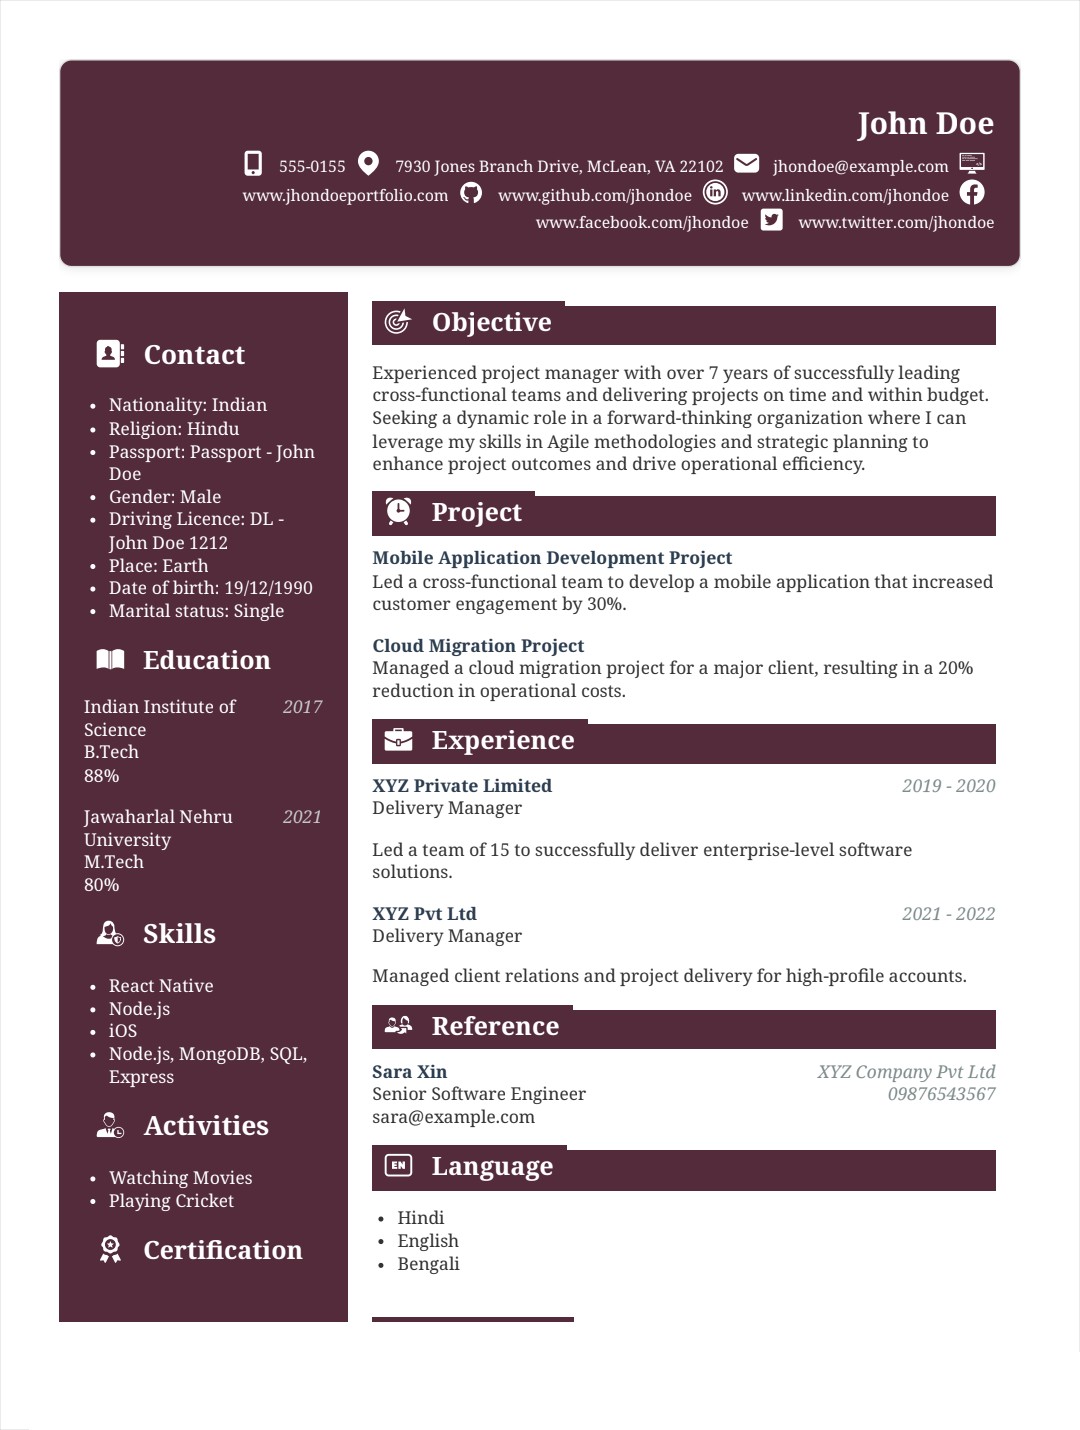 John Doe
555-0155 7930 Jones Branch Drive, McLean, VA 22102 jhondoe@example.com
www.jhondoeportfolio.com www.github.com/jhondoe www.linkedin.com/jhondoe
www.facebook.com/jhondoe www.twitter.com/jhondoe
Contact
Nationality: Indian
Religion: Hindu
Passport: Passport - John
Doe
Gender: Male
Driving Licence: DL -
John Doe 1212
Place: Earth
Date of birth: 19/12/1990
Marital status: Single
Education
Indian Institute of 2017
Science
B.Tech
88%
Jawaharlal Nehru 2021
University
M.Tech
80%
Skills
React Native
Node.js
iOS
Node.js, MongoDB, SQL,
Express
Activities
Watching Movies
Playing Cricket
Certification
Objective
Experienced project manager with over 7 years of successfully leading
cross-functional teams and delivering projects on time and within budget.
Seeking a dynamic role in a forward-thinking organization where I can
leverage my skills in Agile methodologies and strategic planning to
enhance project outcomes and drive operational efficiency.
Project
Mobile Application Development Project
Led a cross-functional team to develop a mobile application that increased
customer engagement by 30%.
Cloud Migration Project
Managed a cloud migration project for a major client, resulting in a 20%
reduction in operational costs.
Experience
XYZ Private Limited 2019 - 2020
Delivery Manager
Led a team of 15 to successfully deliver enterprise-level software
solutions.
XYZ Pvt Ltd 2021 - 2022
Delivery Manager
Managed client relations and project delivery for high-profile accounts.
Reference
Sara Xin XYZ Company Pvt Ltd
Senior Software Engineer 09876543567
sara@example.com
EN Language
Hindi
English
Bengali